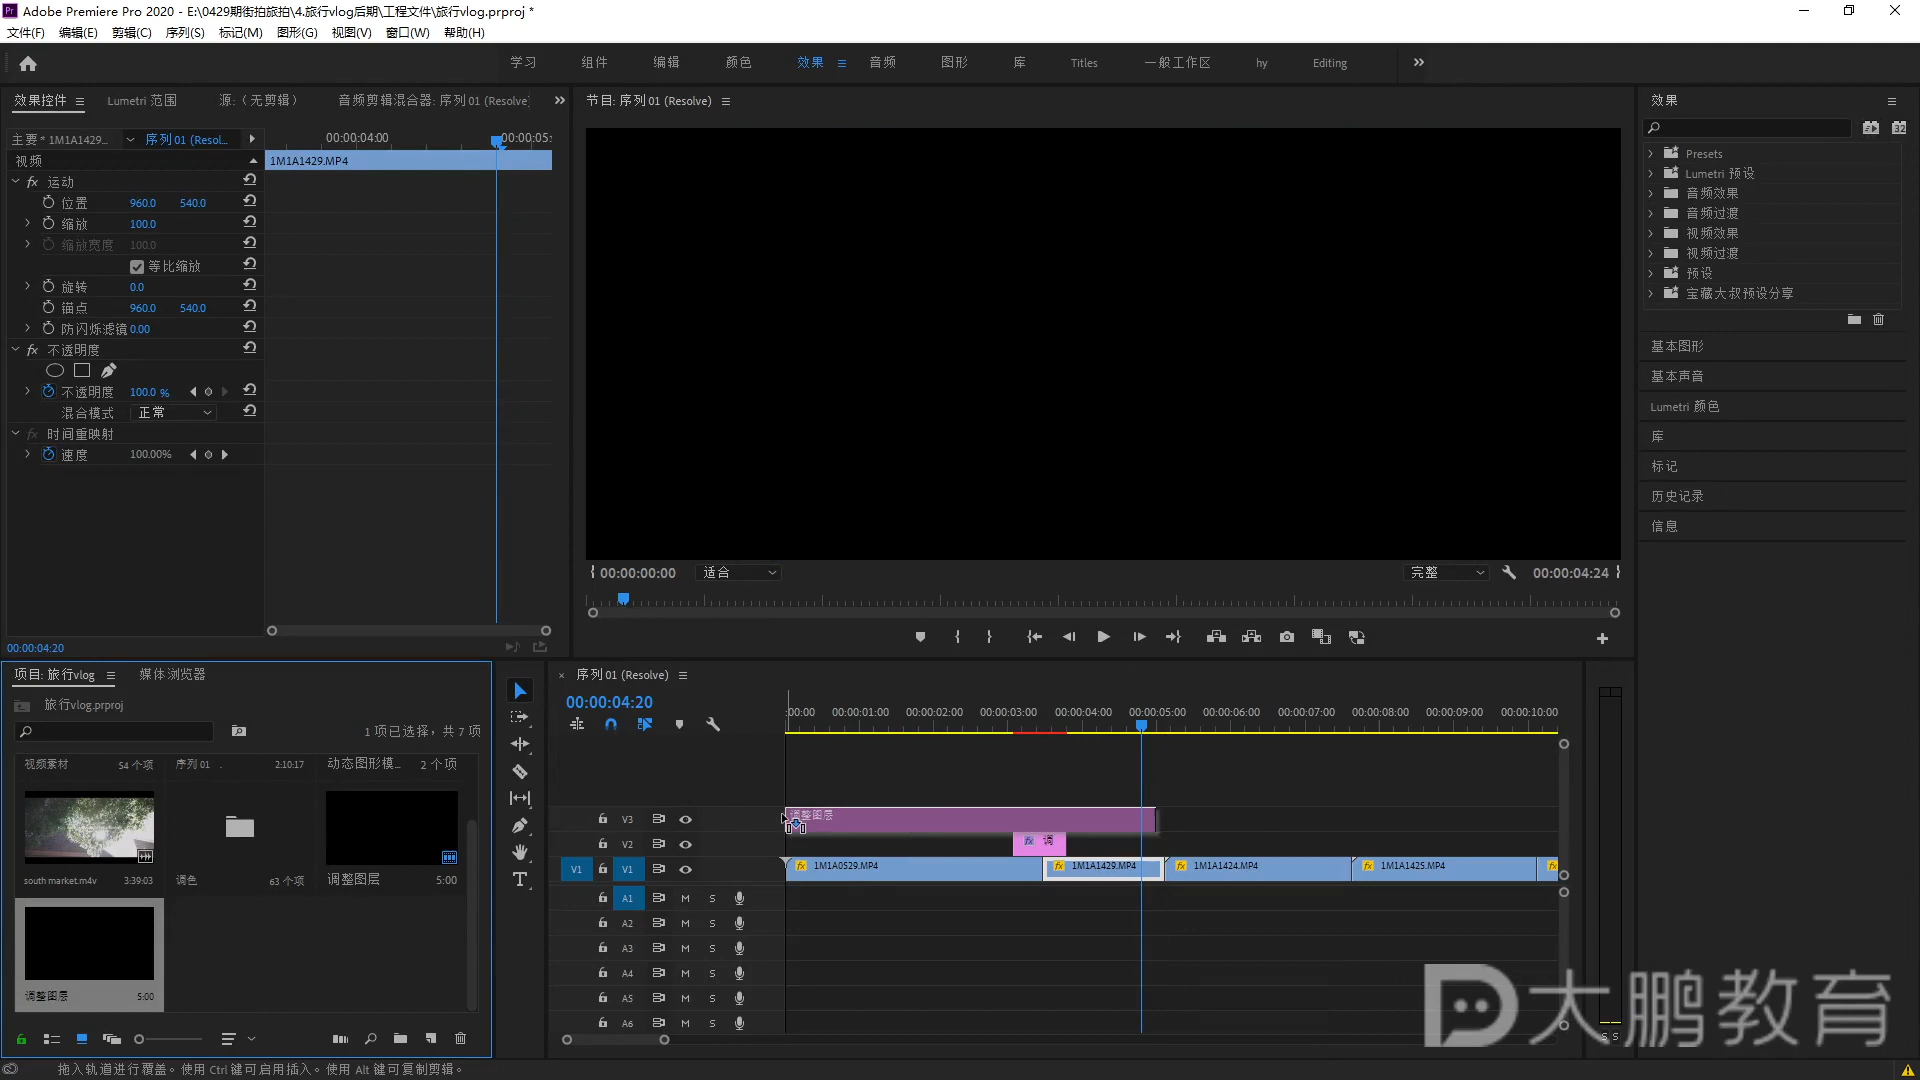 Adobe Premiere Pro 2020 - E:\0429期街拍旅拍\4.旅行vlog后期\工程文件\旅行vlog.prproj *
文件(F) 编辑(E) 剪辑(C) 序列(S) 标记(M) 图形(G) 视图(V) 窗口(W) 帮助(H)
学习 组件 编辑 颜色 效果 音频 图形 库 Titles 一般工作区 hy Editing
效果控件 Lumetri 范围 源:（无剪辑） 音频剪辑混合器: 序列 01 (Resolve)
节目: 序列 01 (Resolve)
效果
主要 * 1M1A1429... 序列 01 (Resol...
00:00:04:00 00:00:05:
视频
1M1A1429.MP4
fx 运动
位置 960.0 540.0
缩放 100.0
缩放宽度 100.0
等比缩放
旋转 0.0
锚点 960.0 540.0
防闪烁滤镜 0.00
fx 不透明度
不透明度 100.0 %
混合模式 正常
fx 时间重映射
速度 100.00%
00:00:04:20
00:00:00:00 适合 完整 00:00:04:24
Presets
Lumetri 预设
音频效果
音频过渡
视频效果
视频过渡
预设
宝藏大叔预设分享
基本图形
基本声音
Lumetri 颜色
库
标记
历史记录
信息
项目: 旅行vlog 媒体浏览器
旅行vlog.prproj
1 项已选择，共 7 项
视频素材 54 个项 序列 01 . 2:10:17 动态图形模... 2 个项
south market.m4v 3:39:03 调色 63 个项 调整图层 5:00
调整图层 5:00
× 序列 01 (Resolve)
00:00:04:20
:00:00 00:00:01:00 00:00:02:00 00:00:03:00 00:00:04:00 00:00:05:00 00:00:06:00 00:00:07:00 00:00:08:00 00:00:09:00 00:00:10:00
V3 调整图层
V2 fx 调
V1 V1 fx 1M1A0529.MP4 fx 1M1A1429.MP4 fx 1M1A1424.MP4 fx 1M1A1425.MP4 fx
A1 M S
A2 M S
A3 M S
A4 M S
A5 M S
A6 M S
S S
大鹏教育
拖入轨道进行覆盖。使用 Ctrl 键可启用插入。使用 Alt 键可复制剪辑。